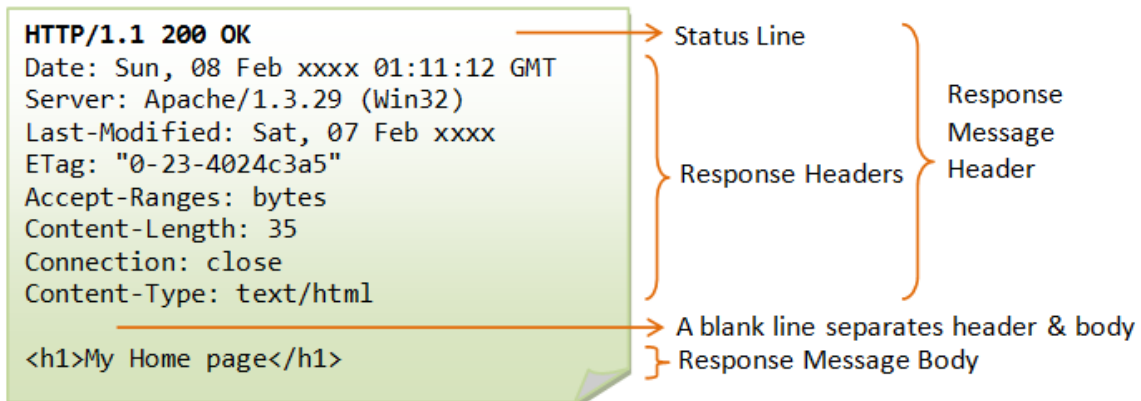 HTTP/1.1 200 OK
Date: Sun, 08 Feb xxxx 01:11:12 GMT
Server: Apache/1.3.29 (Win32)
Last-Modified: Sat, 07 Feb xxxx
ETag: "0-23-4024c3a5"
Accept-Ranges: bytes
Content-Length: 35
Connection: close
Content-Type: text/html
<h1>My Home page</h1>
Status Line
Response Headers
Response
Message
Header
A blank line separates header & body
Response Message Body